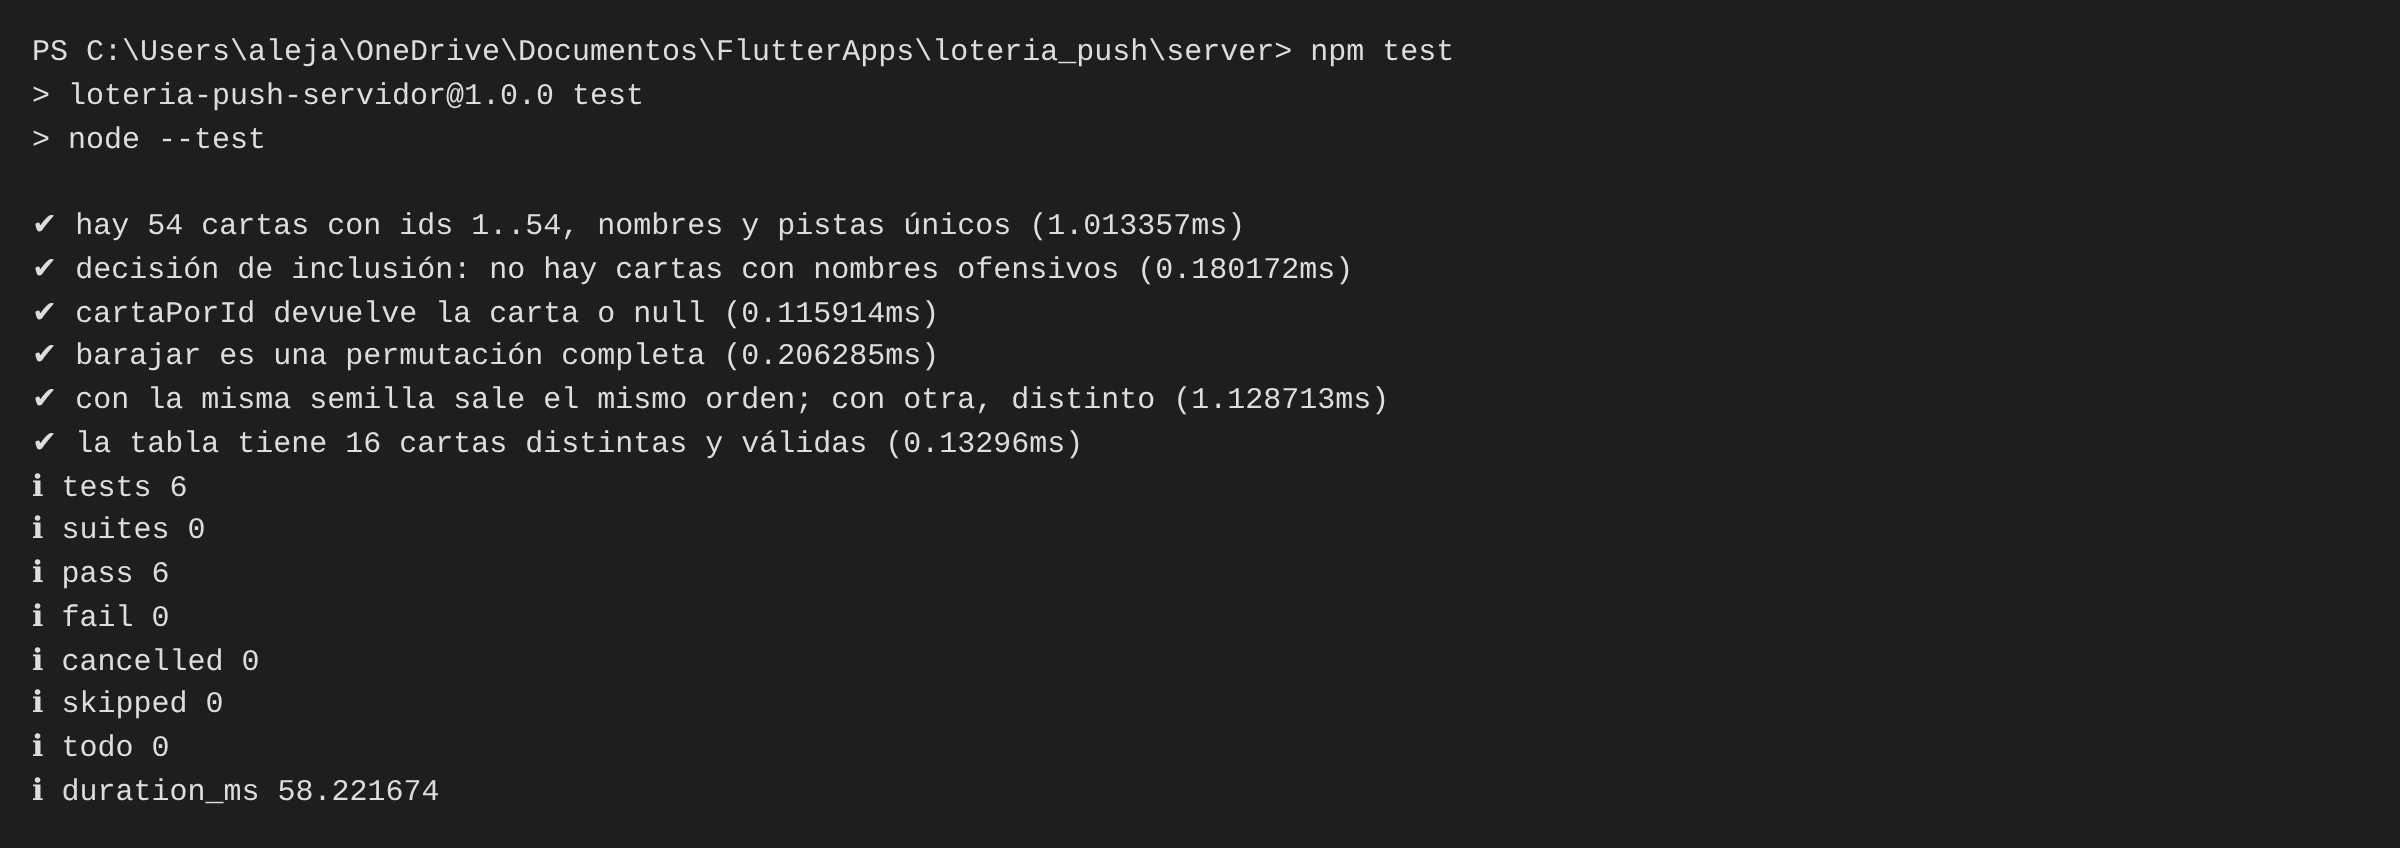 PS C:\Users\aleja\OneDrive\Documentos\FlutterApps\loteria_push\server> npm test
> loteria-push-servidor@1.0.0 test
> node --test
✔ hay 54 cartas con ids 1..54, nombres y pistas únicos (1.013357ms)
✔ decisión de inclusión: no hay cartas con nombres ofensivos (0.180172ms)
✔ cartaPorId devuelve la carta o null (0.115914ms)
✔ barajar es una permutación completa (0.206285ms)
✔ con la misma semilla sale el mismo orden; con otra, distinto (1.128713ms)
✔ la tabla tiene 16 cartas distintas y válidas (0.13296ms)
ℹ tests 6
ℹ suites 0
ℹ pass 6
ℹ fail 0
ℹ cancelled 0
ℹ skipped 0
ℹ todo 0
ℹ duration_ms 58.221674